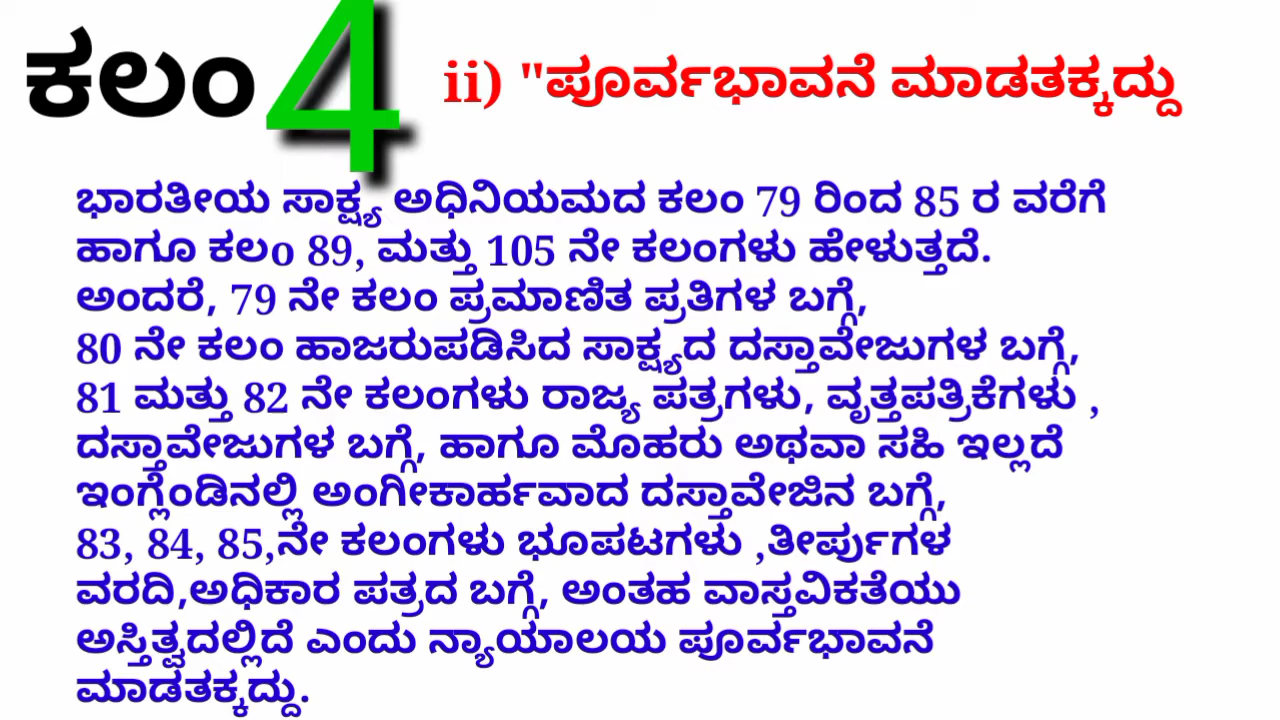 ಕಲಂ 4 ii) "ಪೂರ್ವಭಾವನೆ ಮಾಡತಕ್ಕದ್ದು
ಭಾರತೀಯ ಸಾಕ್ಷ್ಯ ಅಧಿನಿಯಮದ ಕಲಂ 79 ರಿಂದ 85 ರ ವರೆಗೆ
ಹಾಗೂ ಕಲಂ 89, ಮತ್ತು 105 ನೇ ಕಲಂಗಳು ಹೇಳುತ್ತದೆ.
ಅಂದರೆ, 79 ನೇ ಕಲಂ ಪ್ರಮಾಣಿತ ಪ್ರತಿಗಳ ಬಗ್ಗೆ,
80 ನೇ ಕಲಂ ಹಾಜರುಪಡಿಸಿದ ಸಾಕ್ಷ್ಯದ ದಸ್ತಾವೇಜುಗಳ ಬಗ್ಗೆ,
81 ಮತ್ತು 82 ನೇ ಕಲಂಗಳು ರಾಜ್ಯ ಪತ್ರಗಳು, ವೃತ್ತಪತ್ರಿಕೆಗಳು ,
ದಸ್ತಾವೇಜುಗಳ ಬಗ್ಗೆ, ಹಾಗೂ ಮೊಹರು ಅಥವಾ ಸಹಿ ಇಲ್ಲದೆ
ಇಂಗ್ಲೆಂಡಿನಲ್ಲಿ ಅಂಗೀಕಾರ್ಹವಾದ ದಸ್ತಾವೇಜಿನ ಬಗ್ಗೆ,
83, 84, 85,ನೇ ಕಲಂಗಳು ಭೂಪಟಗಳು ,ತೀರ್ಪುಗಳ
ವರದಿ,ಅಧಿಕಾರ ಪತ್ರದ ಬಗ್ಗೆ, ಅಂತಹ ವಾಸ್ತವಿಕತೆಯು
ಅಸ್ತಿತ್ವದಲ್ಲಿದೆ ಎಂದು ನ್ಯಾಯಾಲಯ ಪೂರ್ವಭಾವನೆ
ಮಾಡತಕ್ಕದ್ದು.